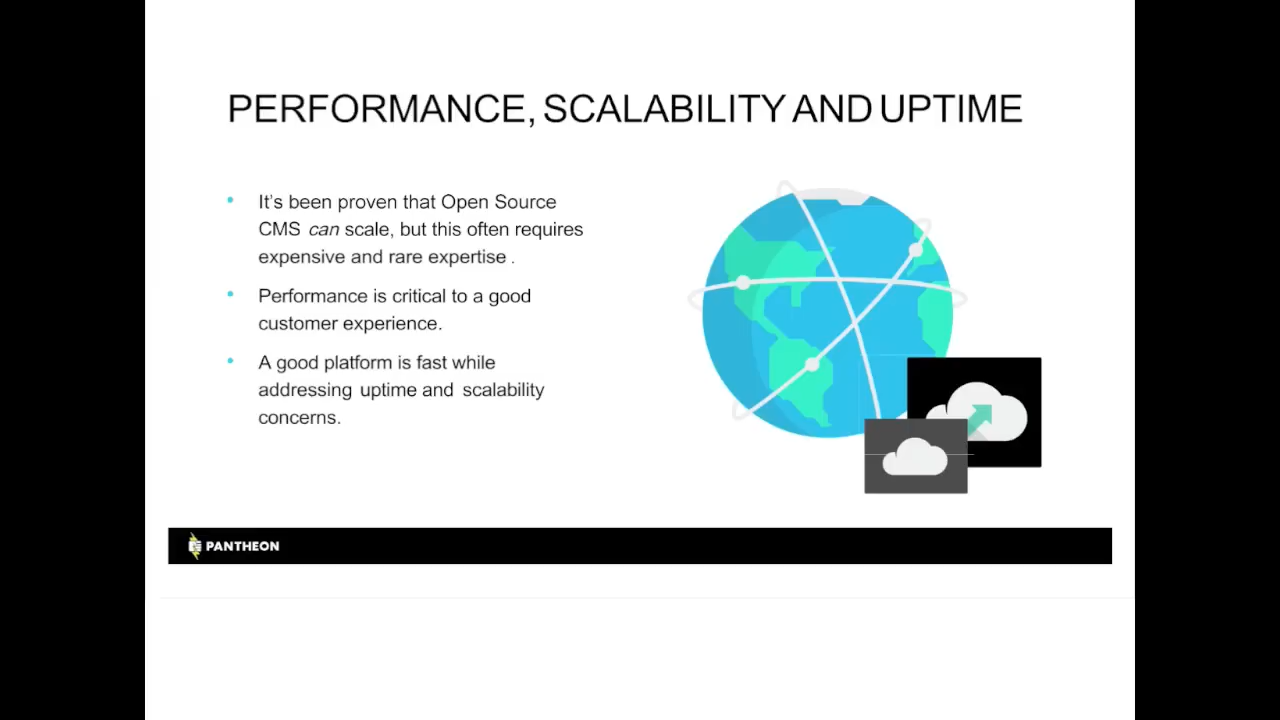 PERFORMANCE, SCALABILITY AND UPTIME
• It's been proven that Open Source
CMS can scale, but this often requires
expensive and rare expertise .
• Performance is critical to a good
customer experience.
• A good platform is fast while
addressing uptime and scalability
concerns.
PANTHEON